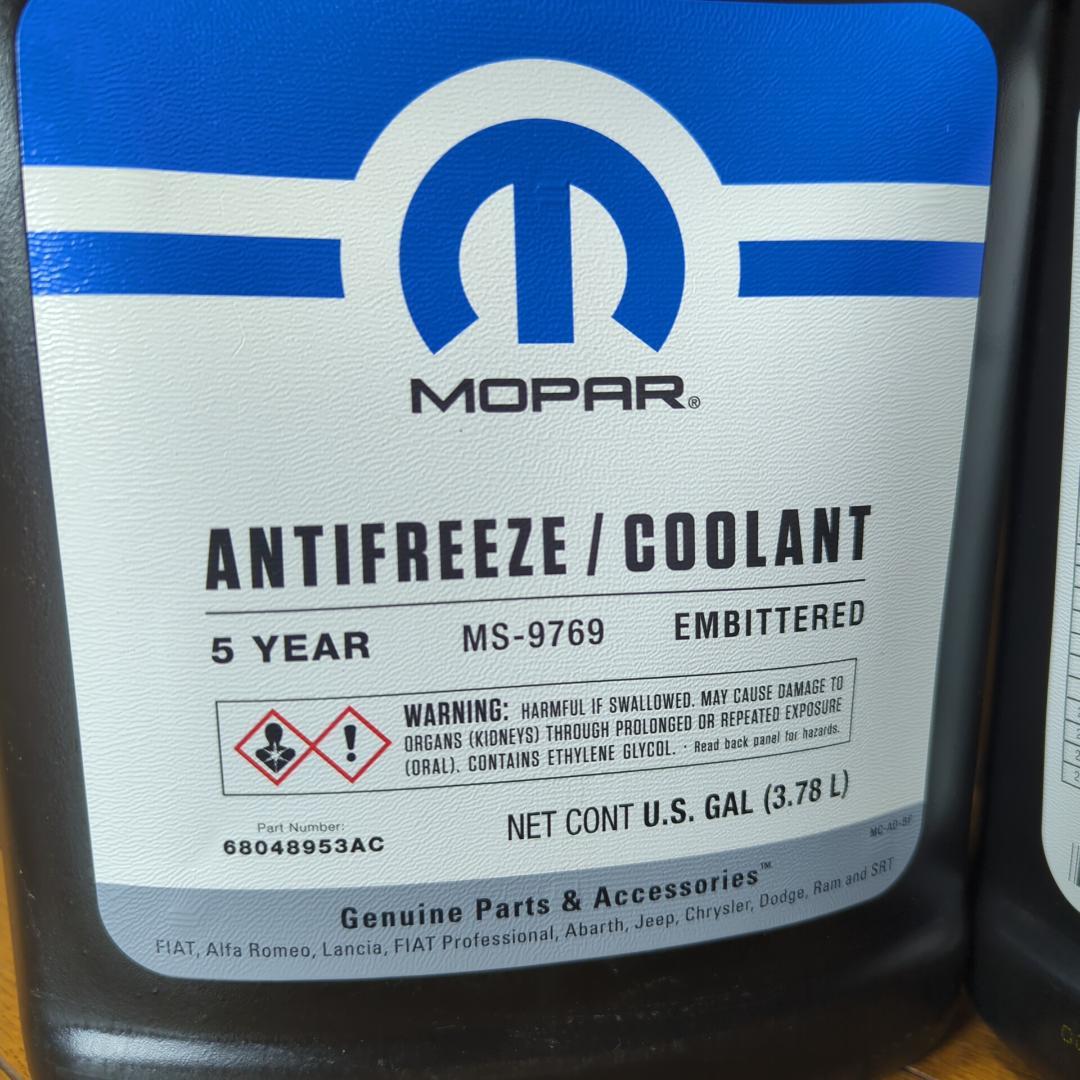 MOPAR®
ANTIFREEZE / COOLANT
5 YEAR MS-9769 EMBITTERED
WARNING: HARMFUL IF SWALLOWED. MAY CAUSE DAMAGE TO
ORGANS (KIDNEYS) THROUGH PROLONGED OR REPEATED EXPOSURE
(ORAL). CONTAINS ETHYLENE GLYCOL. · Read back panel for hazards.
NET CONT U.S. GAL (3.78 L)
Part Number:
68048953AC
Genuine Parts & Accessories™
FIAT, Alfa Romeo, Lancia, FIAT Professional, Abarth, Jeep, Chrysler, Dodge, Ram and SRT